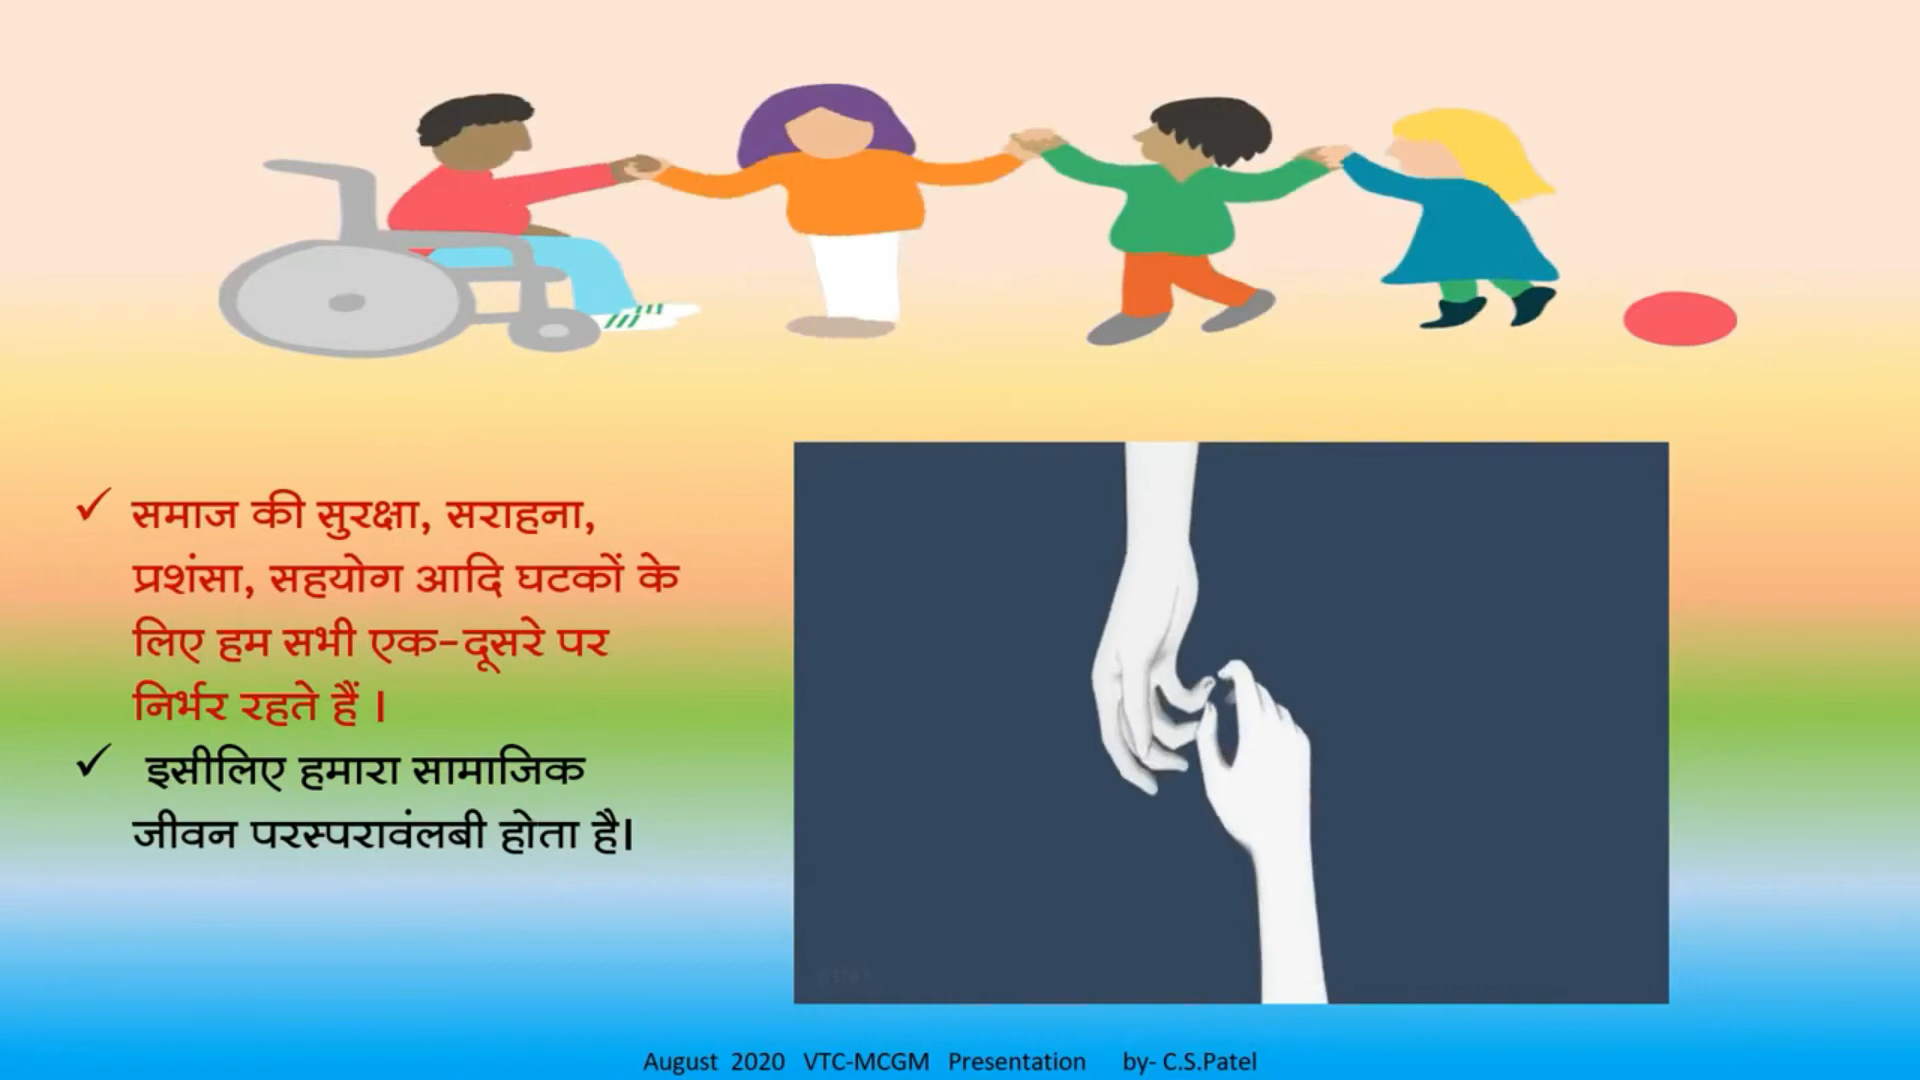 समाज की सुरक्षा, सराहना,
प्रशंसा, सहयोग आदि घटकों के
लिए हम सभी एक-दूसरे पर
निर्भर रहते हैं ।
इसीलिए हमारा सामाजिक
जीवन परस्परावंलबी होता है।
August 2020 VTC-MCGM Presentation by- C.S.Patel